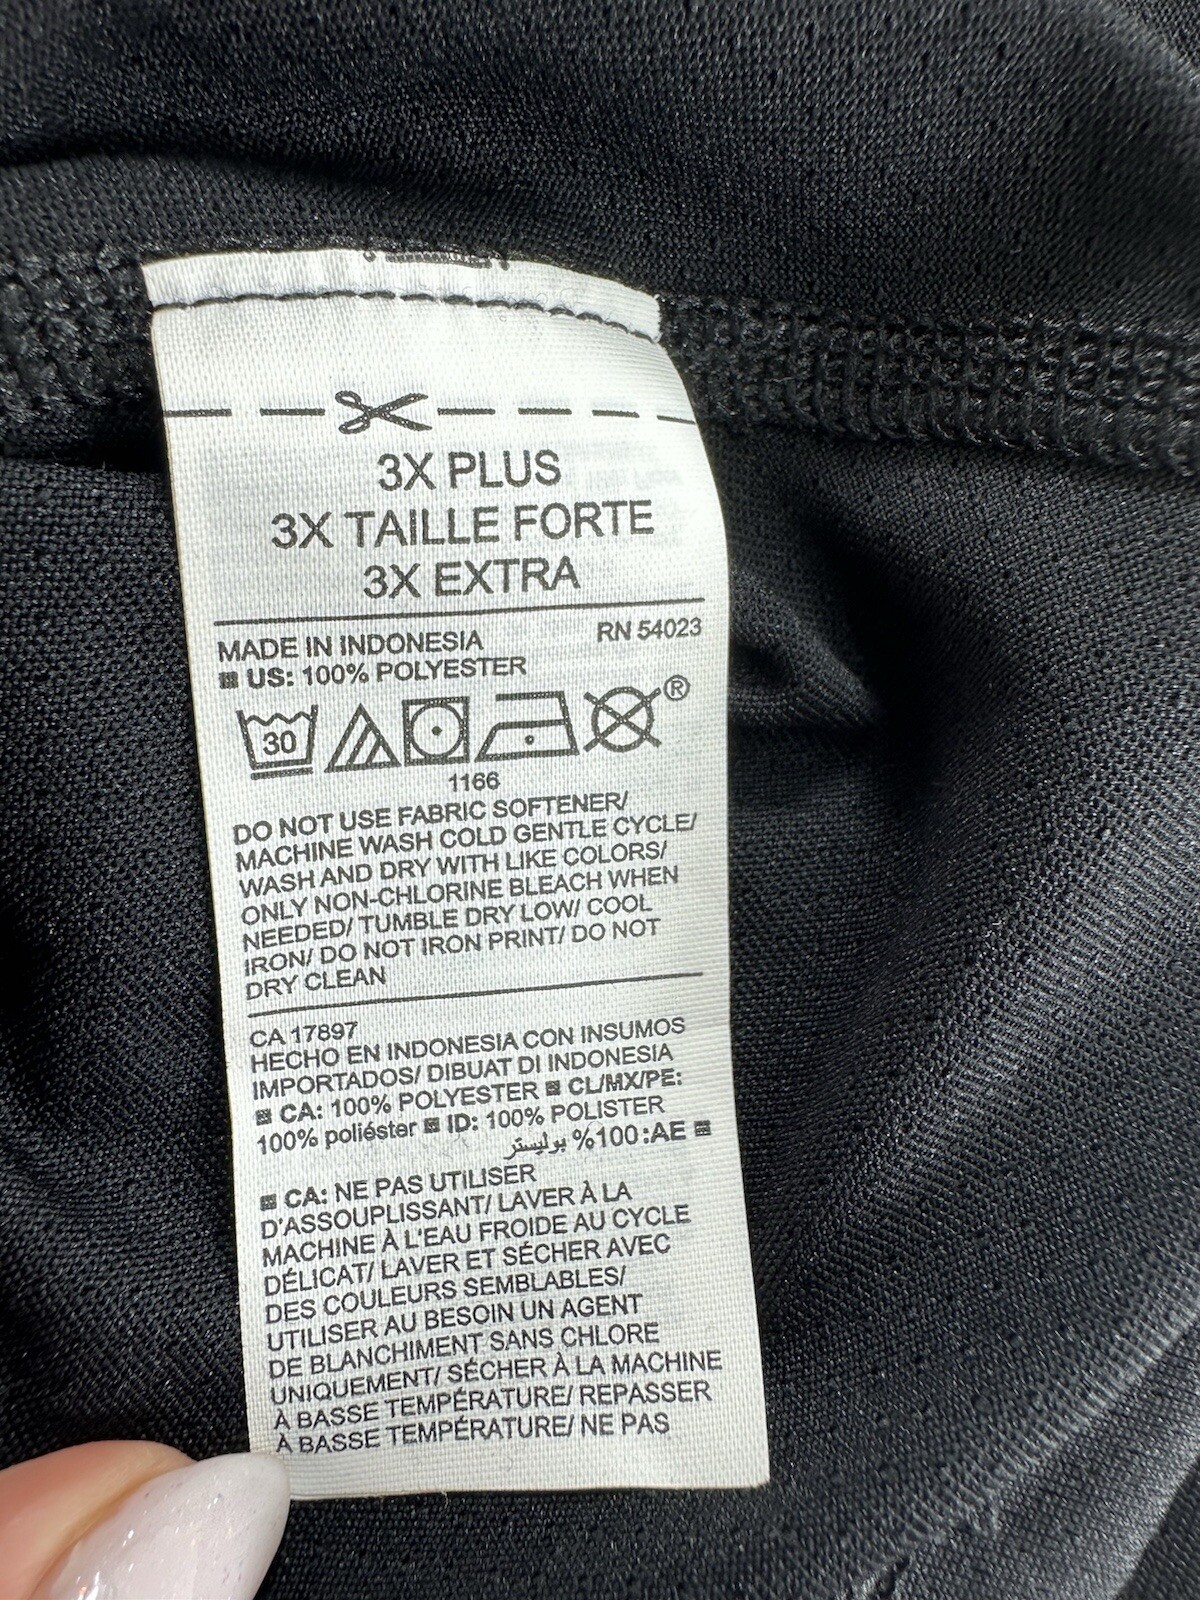 3X PLUS
3X TAILLE FORTE
3X EXTRA
MADE IN INDONESIA RN 54023
US: 100% POLYESTER
30 ®
1166
DO NOT USE FABRIC SOFTENER/
MACHINE WASH COLD GENTLE CYCLE/
WASH AND DRY WITH LIKE COLORS/
ONLY NON-CHLORINE BLEACH WHEN
NEEDED/ TUMBLE DRY LOW/ COOL
IRON/ DO NOT IRON PRINT/ DO NOT
DRY CLEAN
CA 17897
HECHO EN INDONESIA CON INSUMOS
IMPORTADOS/ DIBUAT DI INDONESIA
CA: 100% POLYESTER CL/MX/PE:
100% poliéster ID: 100% POLISTER
AE: 100% بوليستر
CA: NE PAS UTILISER
D'ASSOUPLISSANT/ LAVER À LA
MACHINE À L'EAU FROIDE AU CYCLE
DÉLICAT/ LAVER ET SÉCHER AVEC
DES COULEURS SEMBLABLES/
UTILISER AU BESOIN UN AGENT
DE BLANCHIMENT SANS CHLORE
UNIQUEMENT/ SÉCHER À LA MACHINE
À BASSE TEMPÉRATURE/ REPASSER
À BASSE TEMPÉRATURE/ NE PAS